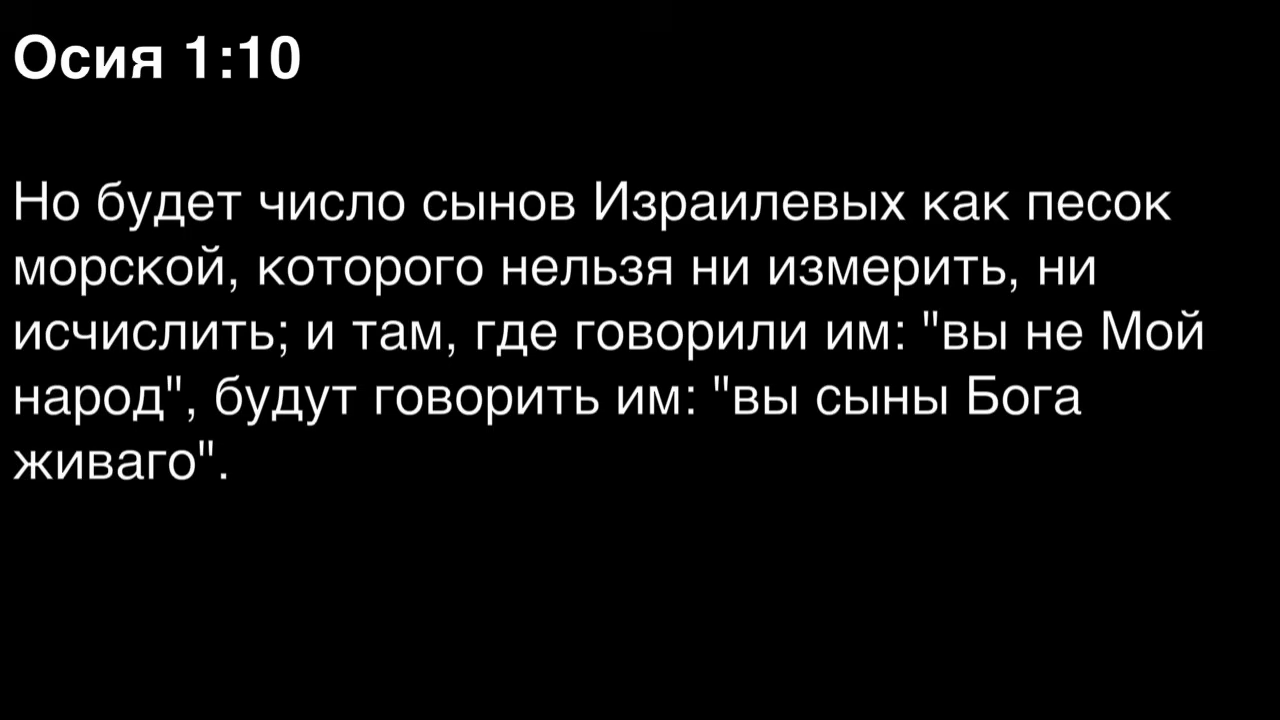 Осия 1:10
Но будет число сынов Израилевых как песок
морской, которого нельзя ни измерить, ни
исчислить; и там, где говорили им: "вы не Мой
народ", будут говорить им: "вы сыны Бога
живаго".